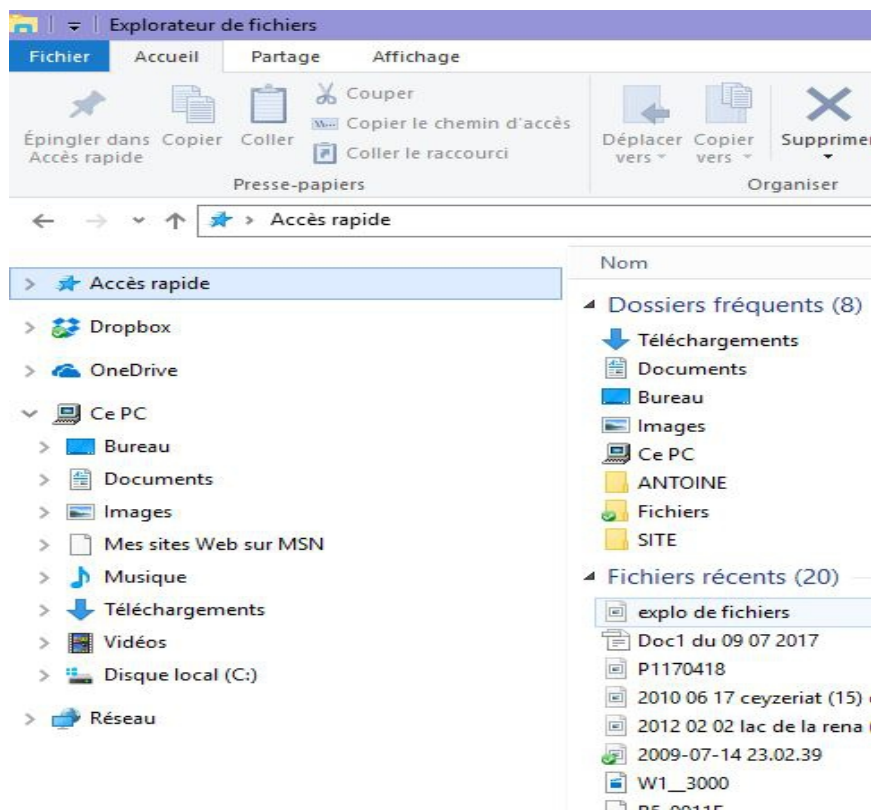 Explorateur de fichiers
Fichier Accueil Partage Affichage
Épingler dans Accès rapide
Copier
Coller
Couper
Copier le chemin d'accès
Coller le raccourci
Presse-papiers
Déplacer vers
Copier vers
Supprimer
Organiser
Accès rapide
Accès rapide
Dropbox
OneDrive
Ce PC
Bureau
Documents
Images
Mes sites Web sur MSN
Musique
Téléchargements
Vidéos
Disque local (C:)
Réseau
Nom
Dossiers fréquents (8)
Téléchargements
Documents
Bureau
Images
Ce PC
ANTOINE
Fichiers
SITE
Fichiers récents (20)
explo de fichiers
Doc1 du 09 07 2017
P1170418
2010 06 17 ceyzeriat (15)
2012 02 02 lac de la rena
2009-07-14 23.02.39
W1__3000